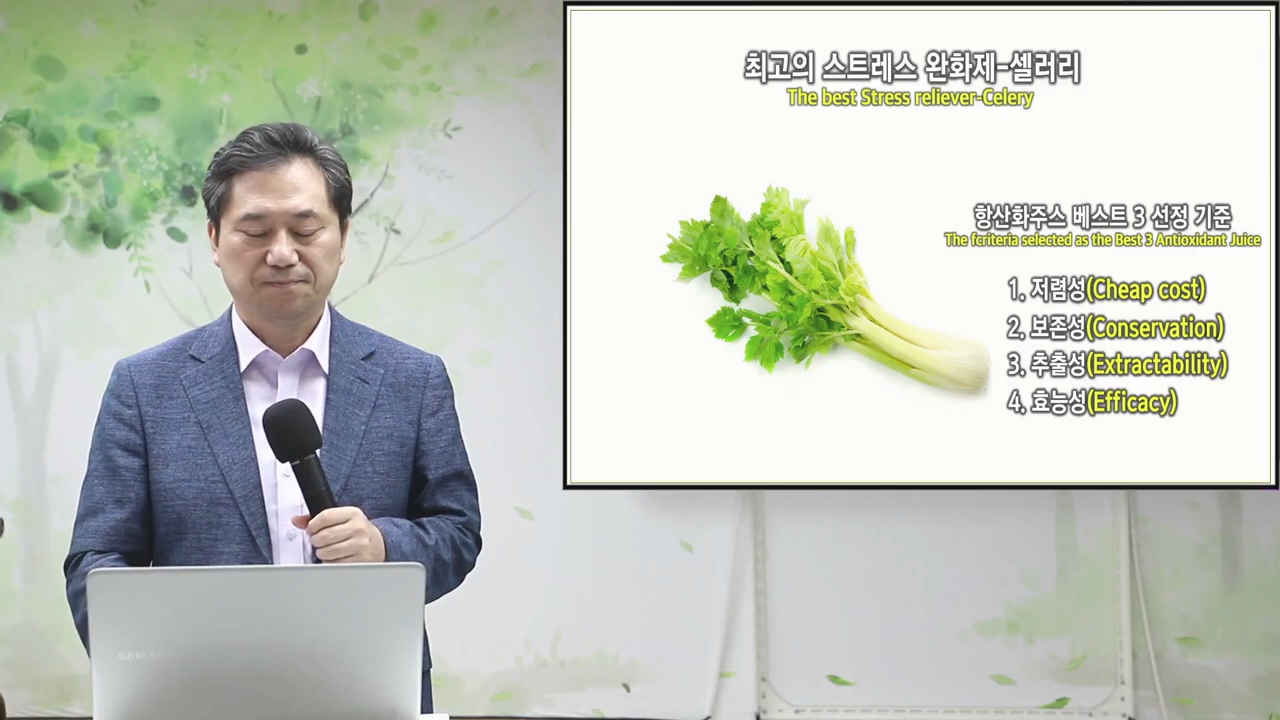 최고의 스트레스 완화제-셀러리
The best Stress reliever-Celery
항산화주스 베스트 3 선정 기준
The fcriteria selected as the Best 3 Antioxidant Juice
1. 저렴성(Cheap cost)
2. 보존성(Conservation)
3. 추출성(Extractability)
4. 효능성(Efficacy)